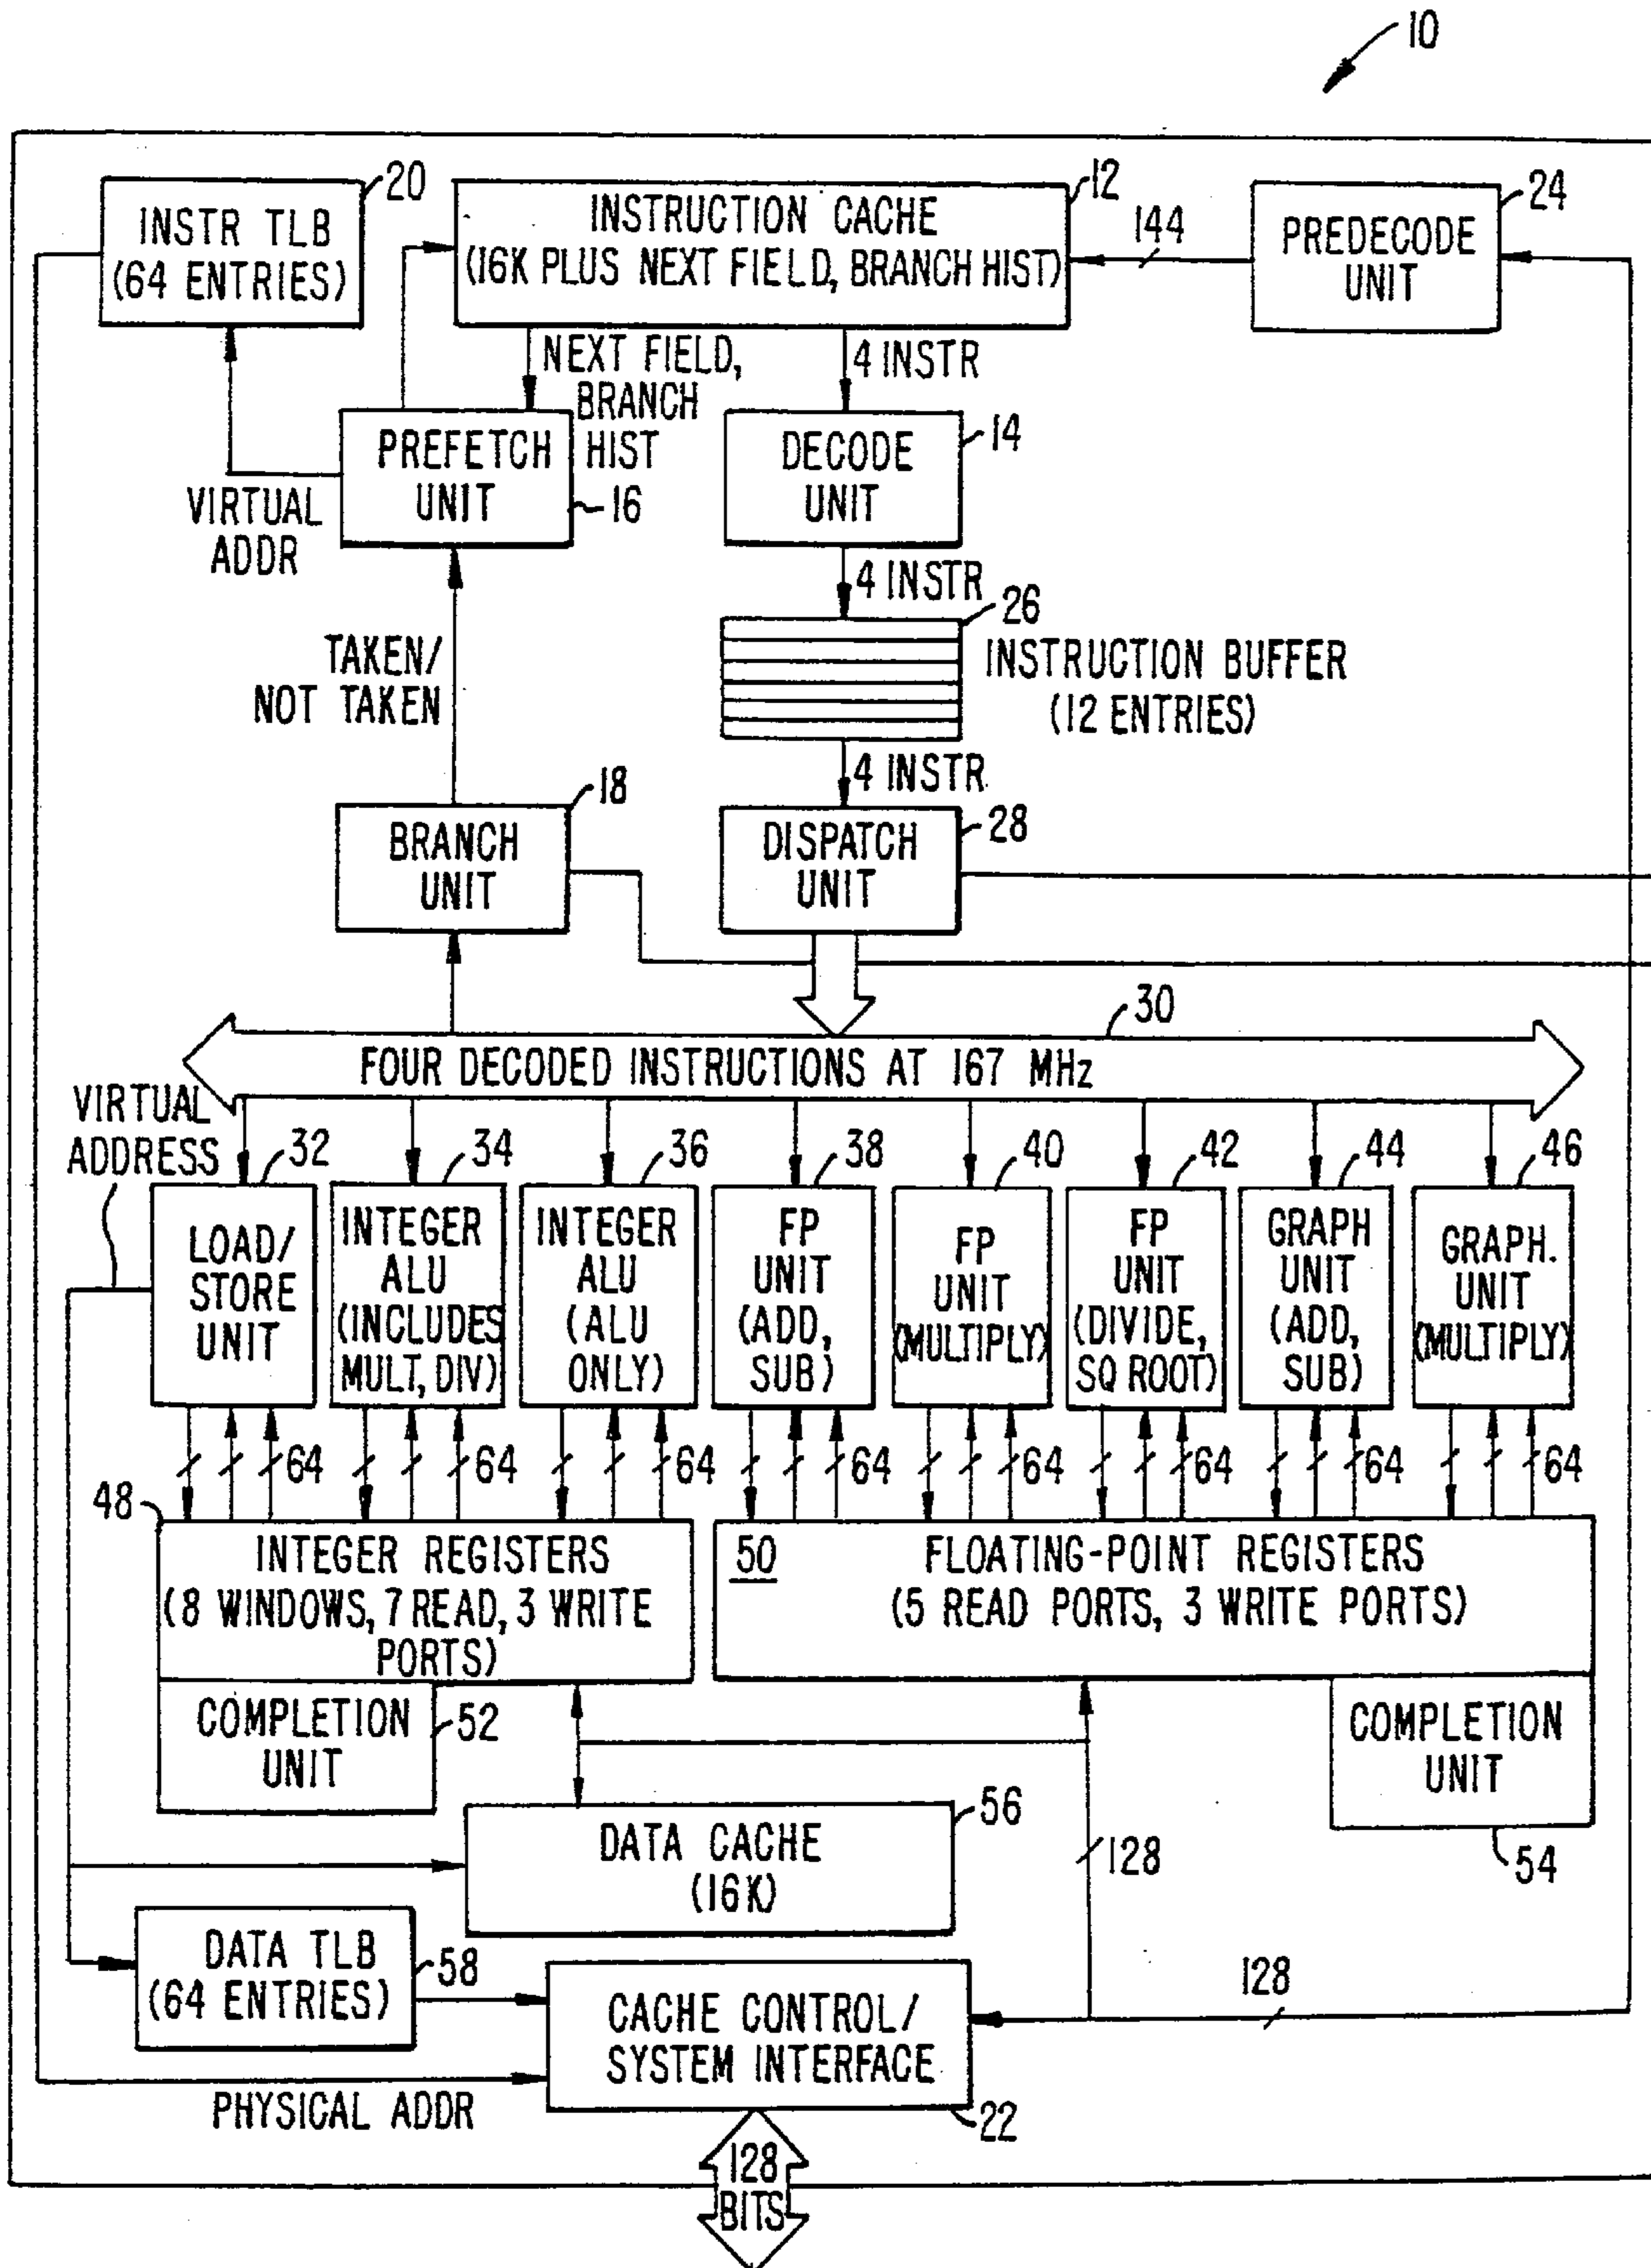 10
20
INSTR TLB
(64 ENTRIES)
12
INSTRUCTION CACHE
(16K PLUS NEXT FIELD, BRANCH HIST)
144
24
PREDECODE
UNIT
NEXT FIELD,
BRANCH
HIST
4 INSTR
PREFETCH
UNIT
16
VIRTUAL
ADDR
DECODE
UNIT
14
4 INSTR
26
INSTRUCTION BUFFER
(12 ENTRIES)
TAKEN/
NOT TAKEN
4 INSTR
18
BRANCH
UNIT
DISPATCH
UNIT
28
30
FOUR DECODED INSTRUCTIONS AT 167 MHz
VIRTUAL
ADDRESS
32
LOAD/
STORE
UNIT
34
INTEGER
ALU
(INCLUDES
MULT, DIV)
36
INTEGER
ALU
(ALU
ONLY)
38
FP
UNIT
(ADD,
SUB)
40
FP
UNIT
(MULTIPLY)
42
FP
UNIT
(DIVIDE,
SQ ROOT)
44
GRAPH
UNIT
(ADD,
SUB)
46
GRAPH.
UNIT
(MULTIPLY)
64
64
64
64
64
64
64
64
48
INTEGER REGISTERS
(8 WINDOWS, 7 READ, 3 WRITE
PORTS)
50
FLOATING-POINT REGISTERS
(5 READ PORTS, 3 WRITE PORTS)
COMPLETION
UNIT
52
COMPLETION
UNIT
54
56
DATA CACHE
(16K)
128
DATA TLB
(64 ENTRIES)
58
128
CACHE CONTROL/
SYSTEM INTERFACE
22
PHYSICAL ADDR
128
BITS